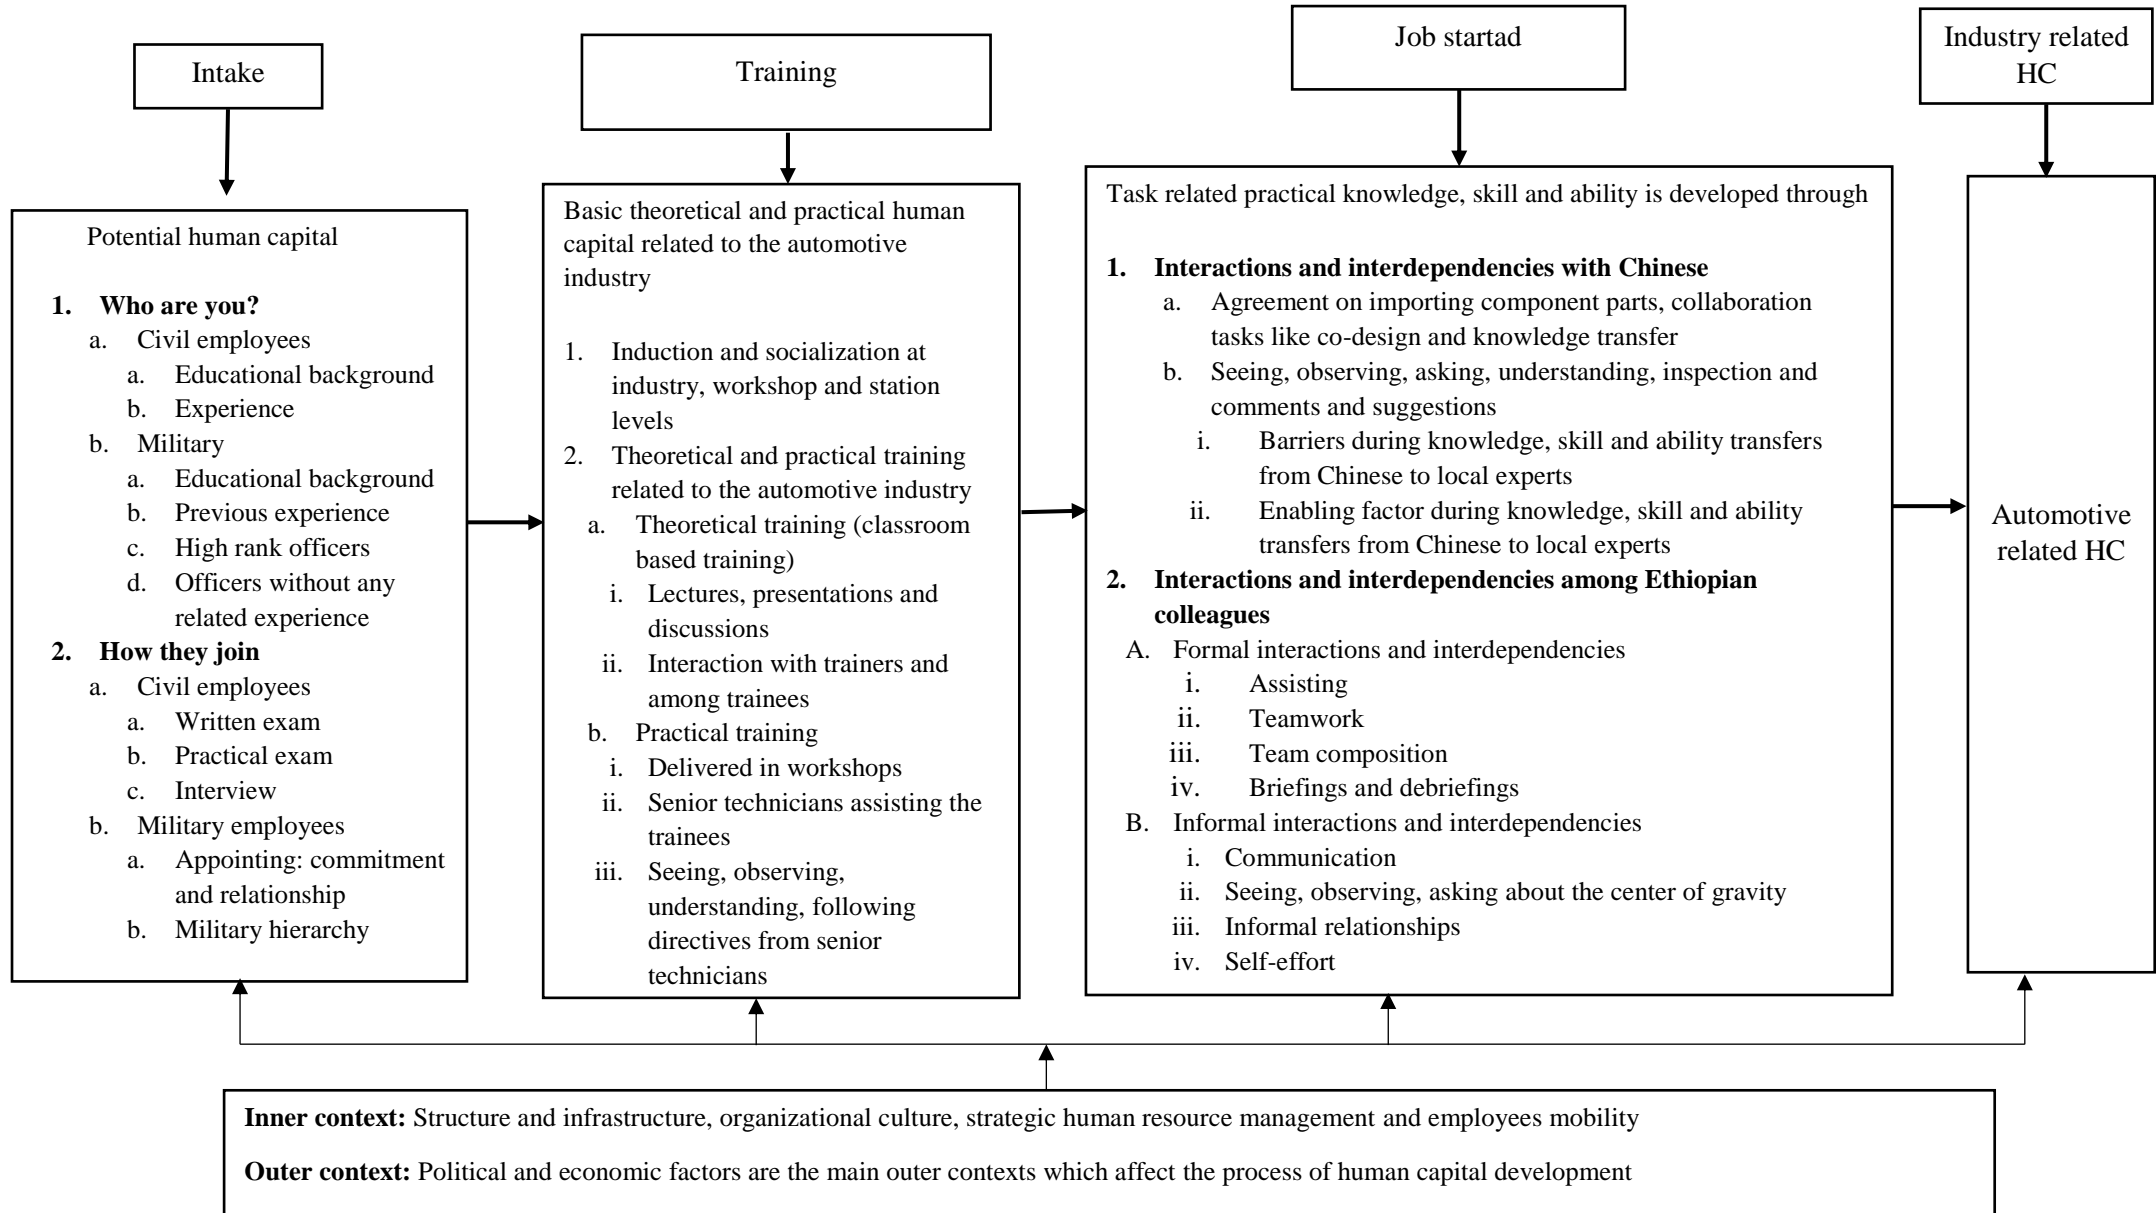 Intake
Training
Job startad
Industry related
HC
Potential human capital
1. Who are you?
a. Civil employees
a. Educational background
b. Experience
b. Military
a. Educational background
b. Previous experience
c. High rank officers
d. Officers without any
related experience
2. How they join
a. Civil employees
a. Written exam
b. Practical exam
c. Interview
b. Military employees
a. Appointing: commitment
and relationship
b. Military hierarchy
Basic theoretical and practical human
capital related to the automotive
industry
1. Induction and socialization at
industry, workshop and station
levels
2. Theoretical and practical training
related to the automotive industry
a. Theoretical training (classroom
based training)
i. Lectures, presentations and
discussions
ii. Interaction with trainers and
among trainees
b. Practical training
i. Delivered in workshops
ii. Senior technicians assisting the
trainees
iii. Seeing, observing,
understanding, following
directives from senior
technicians
Task related practical knowledge, skill and ability is developed through
1. Interactions and interdependencies with Chinese
a. Agreement on importing component parts, collaboration
tasks like co-design and knowledge transfer
b. Seeing, observing, asking, understanding, inspection and
comments and suggestions
i. Barriers during knowledge, skill and ability transfers
from Chinese to local experts
ii. Enabling factor during knowledge, skill and ability
transfers from Chinese to local experts
2. Interactions and interdependencies among Ethiopian
colleagues
A. Formal interactions and interdependencies
i. Assisting
ii. Teamwork
iii. Team composition
iv. Briefings and debriefings
B. Informal interactions and interdependencies
i. Communication
ii. Seeing, observing, asking about the center of gravity
iii. Informal relationships
iv. Self-effort
Automotive
related HC
Inner context: Structure and infrastructure, organizational culture, strategic human resource management and employees mobility
Outer context: Political and economic factors are the main outer contexts which affect the process of human capital development